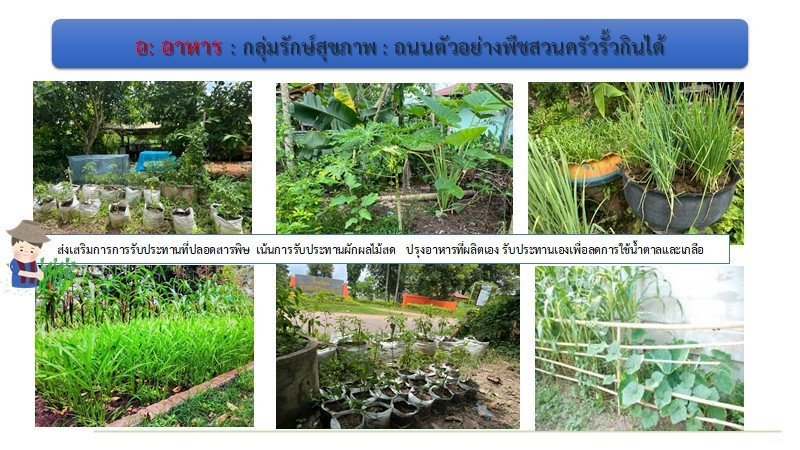 อ: อาหาร : กลุ่มรักษ์สุขภาพ : ถนนตัวอย่างพืชสวนครัวรั้วกินได้
ส่งเสริมการการรับประทานที่ปลอดสารพิษ เน้นการรับประทานผักผลไม้สด ปรุงอาหารที่ผลิตเอง รับประทานเองเพื่อลดการใช้น้ำตาลและเกลือ